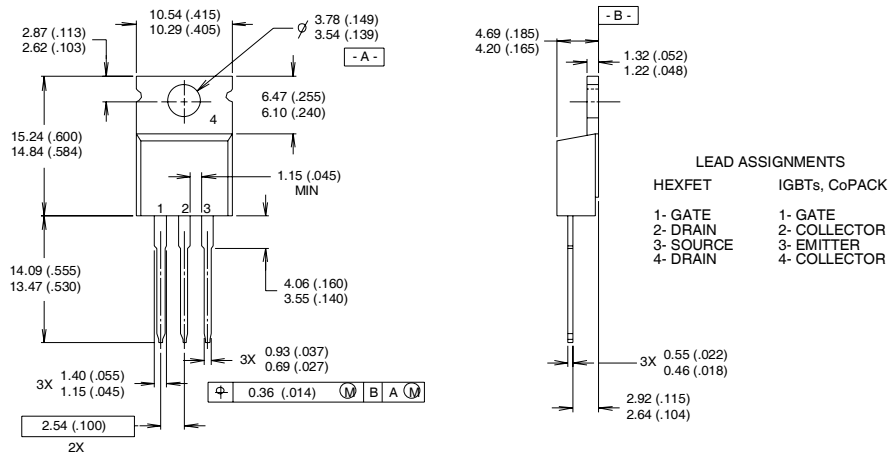 10.54 (.415)
10.29 (.405)
2.87 (.113)
2.62 (.103)
ø 3.78 (.149)
3.54 (.139)
- A -
6.47 (.255)
6.10 (.240)
4
15.24 (.600)
14.84 (.584)
1.15 (.045)
MIN
1 2 3
14.09 (.555)
13.47 (.530)
4.06 (.160)
3.55 (.140)
3X 0.93 (.037)
0.69 (.027)
3X 1.40 (.055)
1.15 (.045)
⌖ 0.36 (.014) Ⓜ B A Ⓜ
2.54 (.100)
2X
- B -
4.69 (.185)
4.20 (.165)
1.32 (.052)
1.22 (.048)
3X 0.55 (.022)
0.46 (.018)
2.92 (.115)
2.64 (.104)
LEAD ASSIGNMENTS
HEXFET
1- GATE
2- DRAIN
3- SOURCE
4- DRAIN
IGBTs, CoPACK
1- GATE
2- COLLECTOR
3- EMITTER
4- COLLECTOR